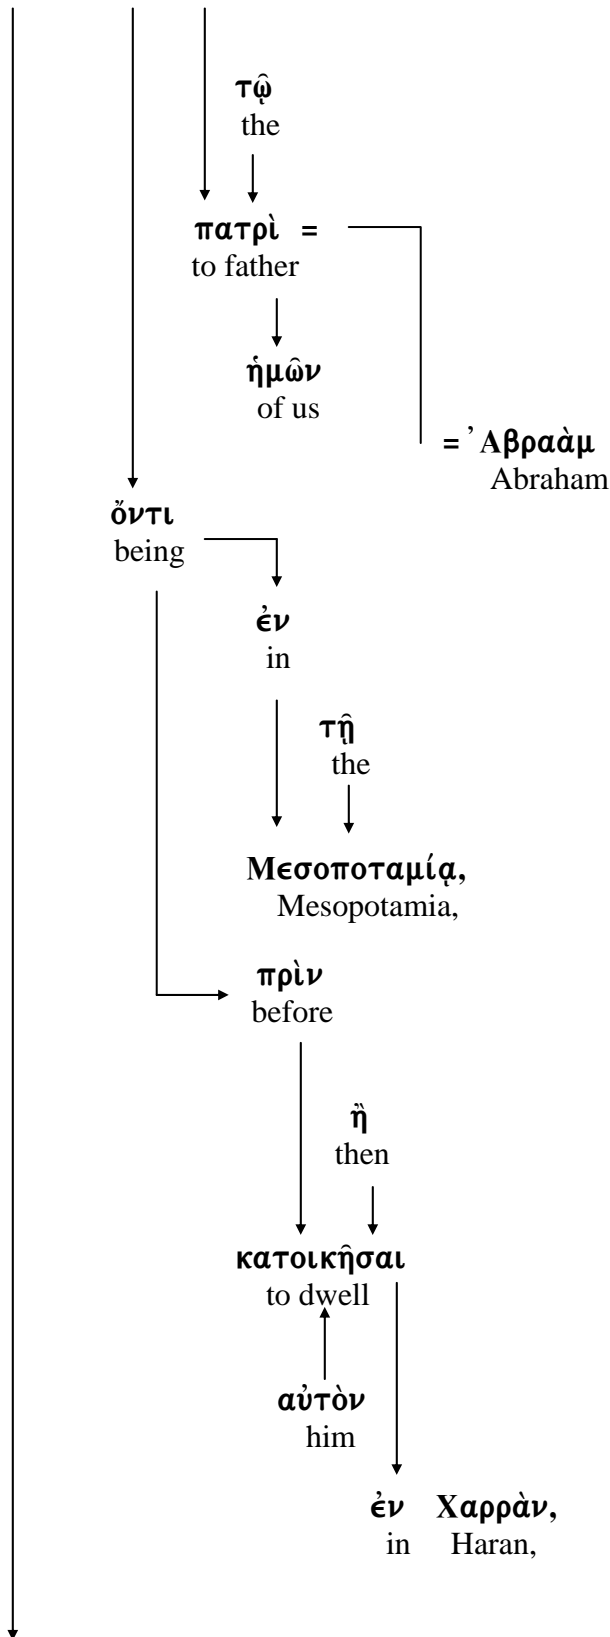 τῷ
the
πατρὶ =
to father
ἡμῶν
of us
= Ἀβραὰμ
Abraham
ὄντι
being
ἐν
in
τῇ
the
Μεσοποταμίᾳ,
Mesopotamia,
πρὶν
before
ἢ
then
κατοικῆσαι
to dwell
αὐτὸν
him
ἐν Χαρρὰν,
in Haran,